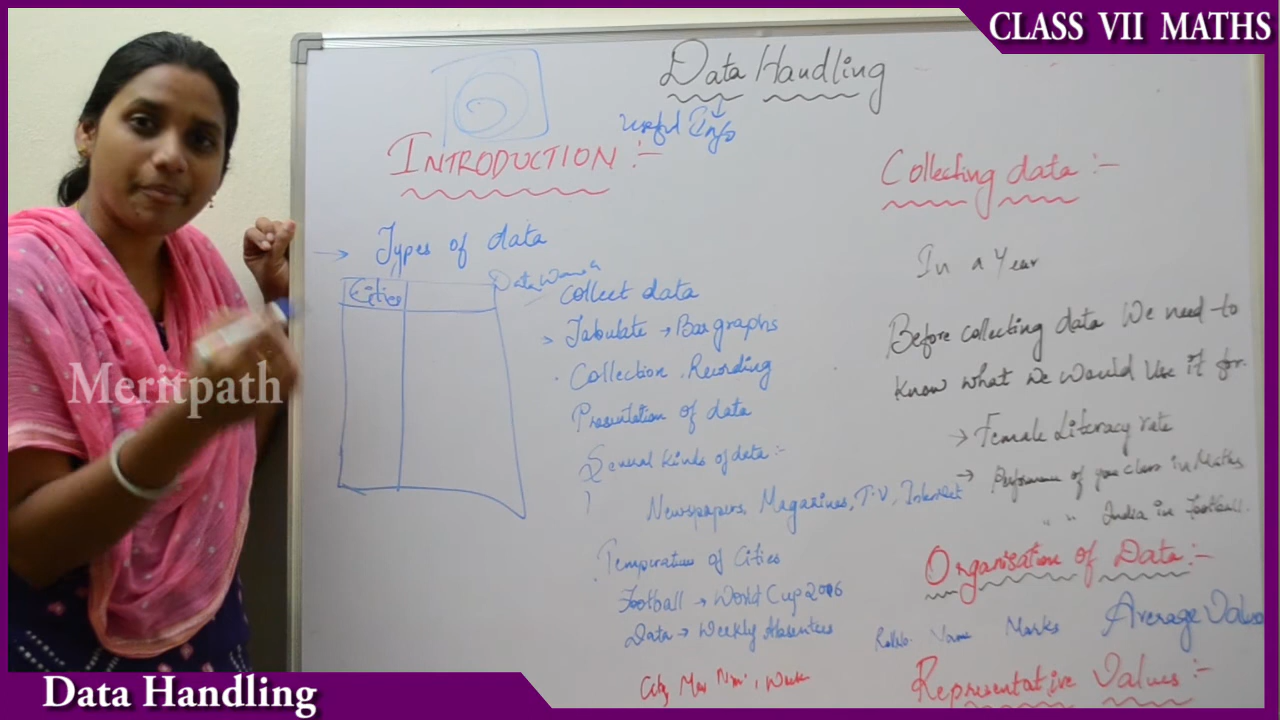 CLASS VII MATHS
Data Handling
Useful Info
INTRODUCTION :-
Types of data
Cities
Data
Collect data
Tabulate → Bar graphs
Collection . Recording
Presentation of data
Several kinds of data :-
Newspapers, Magazines, T.V, Internet
Temperature of Cities
Football → World Cup 2006
Data → Weekly Absentees
City Max Min
Collecting data :-
In a Year
Before collecting data We need to
Know what we would use it for.
→ Female Literacy rate
→ Performance of your class in Maths
" " India in Football.
Organisation of Data :-
Rollno. Name Marks Average Value
Representative Values :-
Meritpath
Data Handling